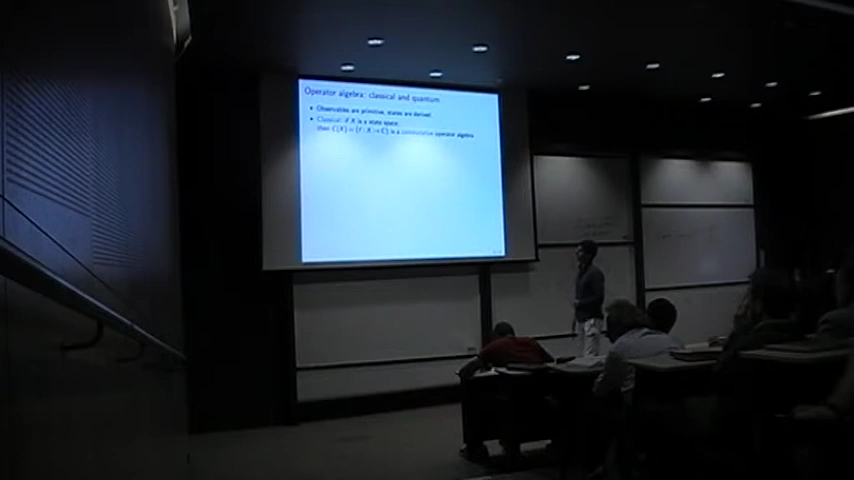 Operator algebra: classical and quantum
• Observables are primitive, states are derived
• Classical: if X is a state space,
then C(X) = {f : X → C} is a commutative operator algebra